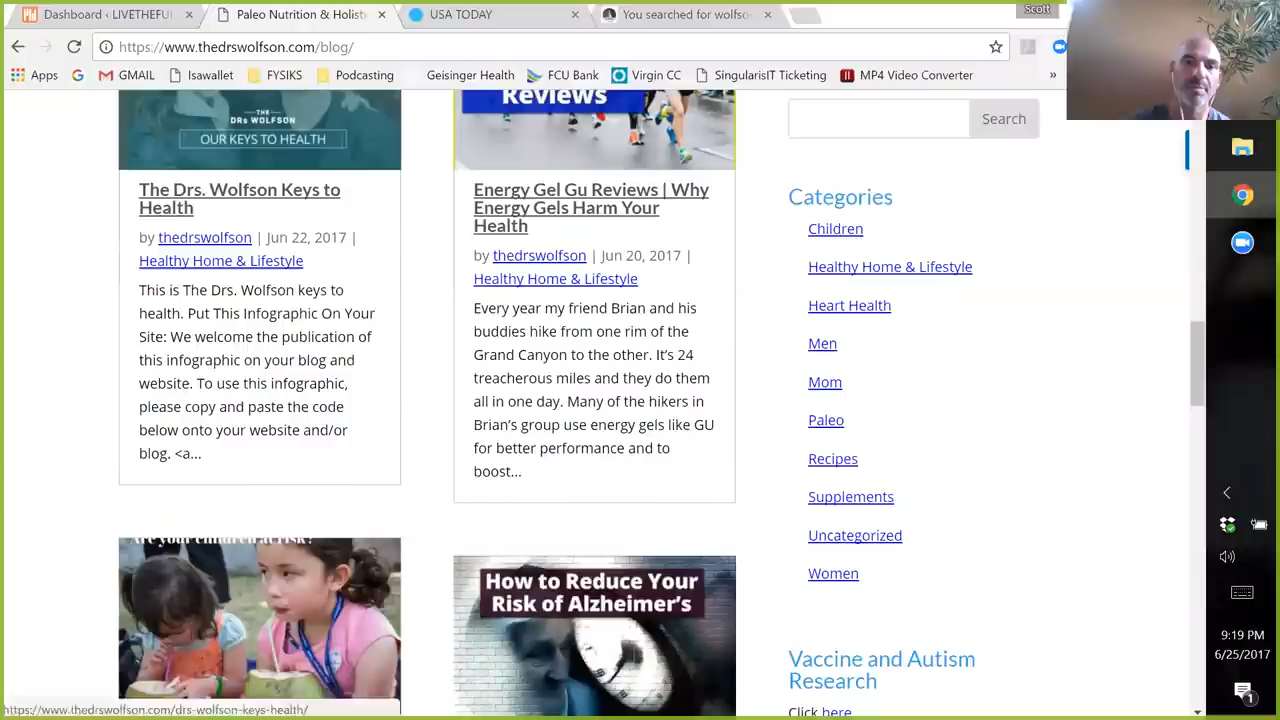 Dashboard ‹ LIVETHEFUI
Paleo Nutrition & Holist
USA TODAY
You searched for wolfso
Scott
https://www.thedrswolfson.com/blog/
Apps
GMAIL
Isawallet
FYSIKS
Podcasting
Geisinger Health
FCU Bank
Virgin CC
SingularisIT Ticketing
MP4 Video Converter
»
THE
DRs WOLFSON
OUR KEYS TO HEALTH
The Drs. Wolfson Keys to
Health
by thedrswolfson | Jun 22, 2017 |
Healthy Home & Lifestyle
This is The Drs. Wolfson keys to
health. Put This Infographic On Your
Site: We welcome the publication of
this infographic on your blog and
website. To use this infographic,
please copy and paste the code
below onto your website and/or
blog. <a...
Reviews
Energy Gel Gu Reviews | Why
Energy Gels Harm Your
Health
by thedrswolfson | Jun 20, 2017 |
Healthy Home & Lifestyle
Every year my friend Brian and his
buddies hike from one rim of the
Grand Canyon to the other. It's 24
treacherous miles and they do them
all in one day. Many of the hikers in
Brian's group use energy gels like GU
for better performance and to
boost...
Are your children at risk?
How to Reduce Your
Risk of Alzheimer's
Search
Categories
Children
Healthy Home & Lifestyle
Heart Health
Men
Mom
Paleo
Recipes
Supplements
Uncategorized
Women
Vaccine and Autism
Research
Click here
https://www.thedrswolfson.com/drs-wolfson-keys-health/
9:19 PM
6/25/2017
1